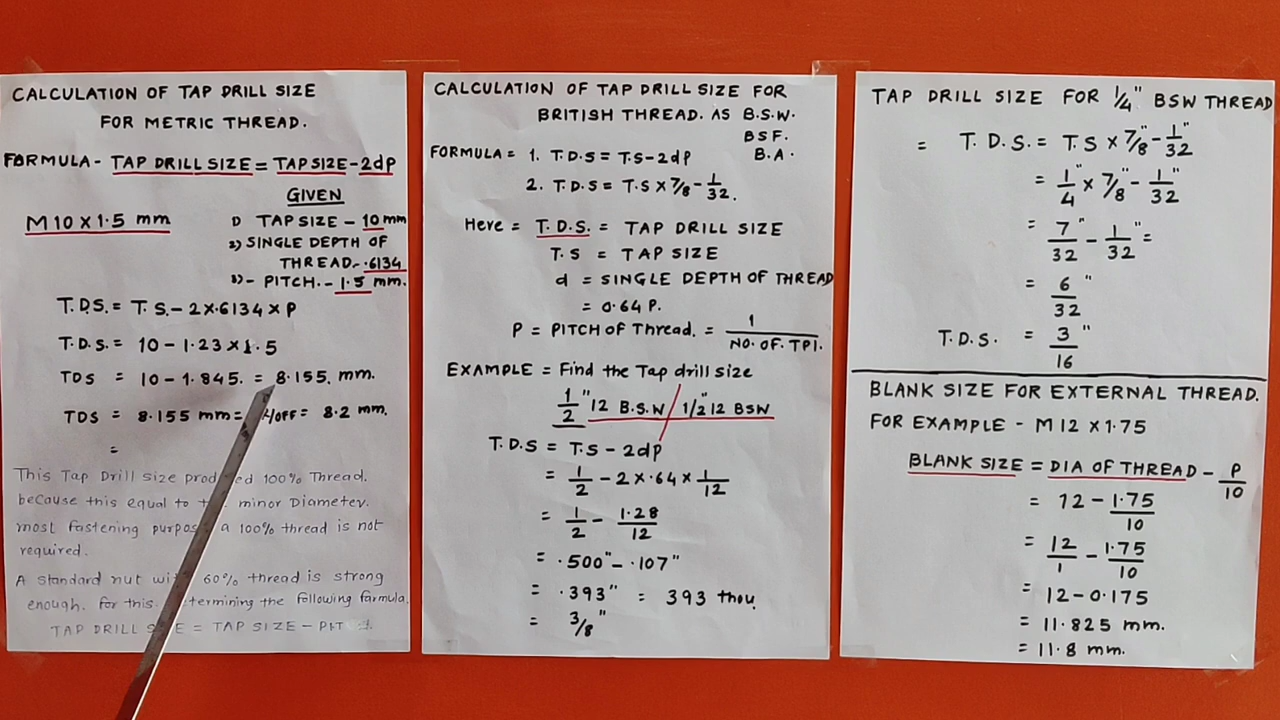 CALCULATION OF TAP DRILL SIZE
FOR METRIC THREAD.
FORMULA - TAP DRILL SIZE = TAP SIZE - 2dp
GIVEN
M10 X 1.5 mm
1) TAP SIZE - 10 mm
2) SINGLE DEPTH OF
THREAD - .6134
3) - PITCH. - 1.5 mm.
T.D.S. = T.S. - 2 X .6134 X P
T.D.S. = 10 - 1.23 X 1.5
TDS = 10 - 1.845. = 8.155. mm.
TDS = 8.155 mm = /OFF = 8.2 mm.
=
This Tap Drill size produced 100% Thread.
because this equal to minor Diameter.
most fastening purpose a 100% thread is not
required.
A standard nut with 60% thread is strong
enough. for this determining the following farmula.
TAP DRILL SIZE = TAP SIZE - PITCH.
CALCULATION OF TAP DRILL SIZE FOR
BRITISH THREAD. AS B.S.W.
BSF.
B.A.
FORMULA = 1. T.D.S = T.S - 2dp
2. T.D.S = T.S X 7/8 - 1/32.
Here = T.D.S. = TAP DRILL SIZE
T.S = TAP SIZE
d = SINGLE DEPTH OF THREAD
= 0.64 P.
P = PITCH OF Thread. = 1/NO. OF. TPI.
EXAMPLE = Find the Tap drill size
1/2" 12 B.S.W / 1/2" 12 BSW
T.D.S = T.S - 2dp
= 1/2 - 2 X .64 X 1/12
= 1/2 - 1.28/12
= .500" - .107"
= .393" = 393 thou.
= 3/8"
TAP DRILL SIZE FOR 1/4" BSW THREAD
= T.D.S. = T.S X 7/8" - 1/32"
= 1/4" X 7/8" - 1/32"
= 7/32" - 1/32" =
= 6/32"
T.D.S. = 3/16"
BLANK SIZE FOR EXTERNAL THREAD.
FOR EXAMPLE - M12 X 1.75
BLANK SIZE = DIA OF THREAD - P/10
= 12 - 1.75/10
= 12/1 - 1.75/10
= 12 - 0.175
= 11.825 mm.
= 11.8 mm.